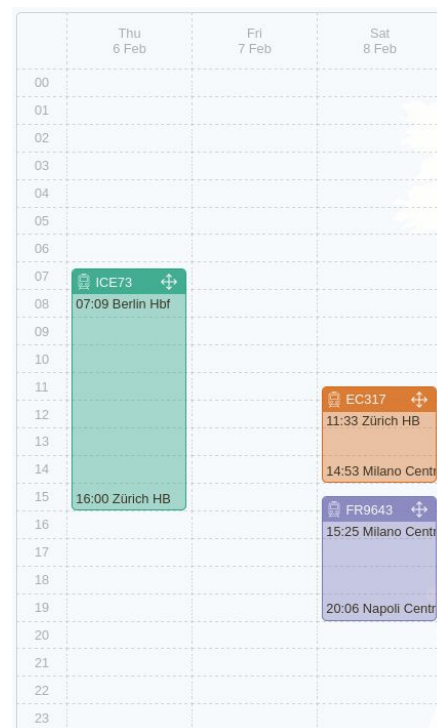 Thu
6 Feb
Fri
7 Feb
Sat
8 Feb
00
01
02
03
04
05
06
07
ICE73
08
07:09 Berlin Hbf
09
10
11
EC317
12
11:33 Zürich HB
13
14
14:53 Milano Centr
15
16:00 Zürich HB
FR9643
16
15:25 Milano Centr
17
18
19
20:06 Napoli Centr
20
21
22
23